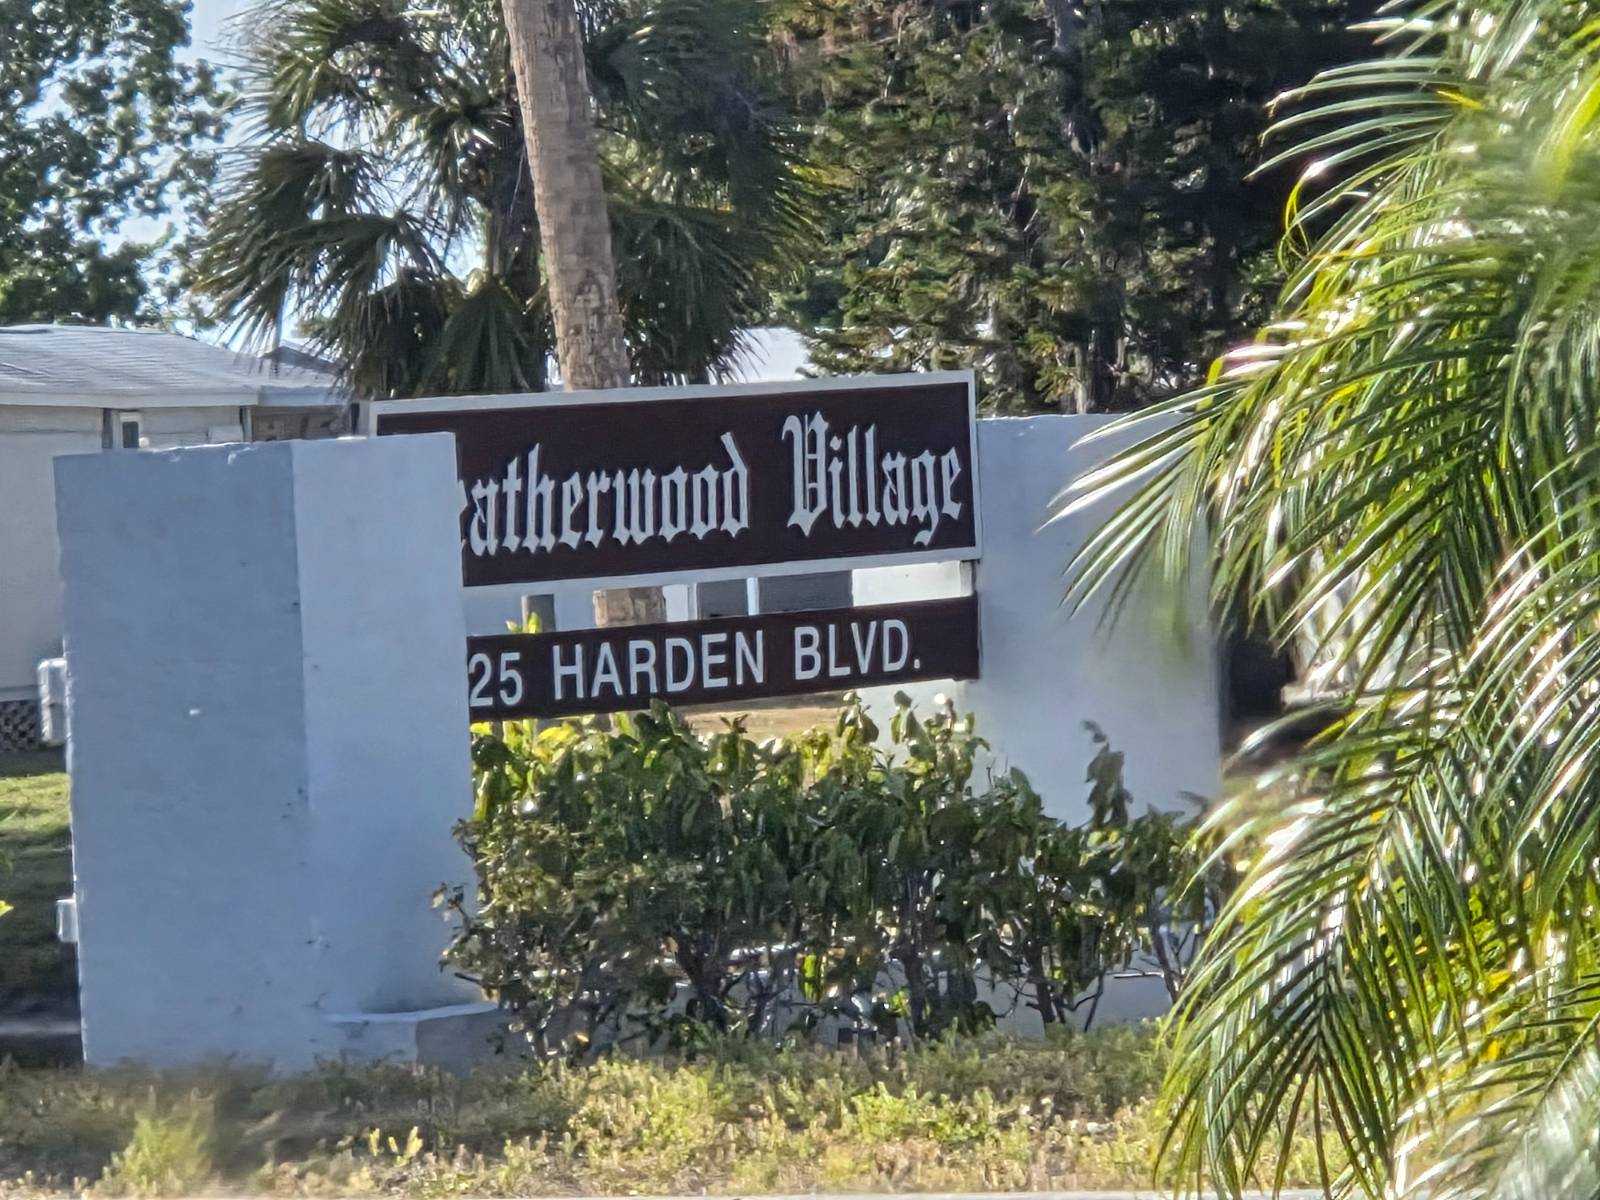 eatherwood Village
25 HARDEN BLVD.